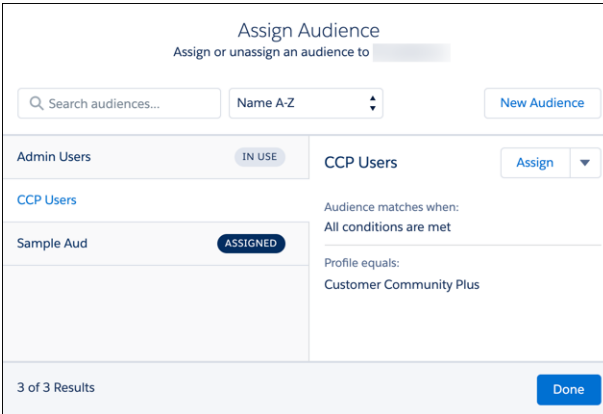 Assign Audience
Assign or unassign an audience to
Search audiences...
Name A-Z
New Audience
Admin Users
IN USE
CCP Users
Sample Aud
ASSIGNED
CCP Users
Assign
Audience matches when:
All conditions are met
Profile equals:
Customer Community Plus
3 of 3 Results
Done